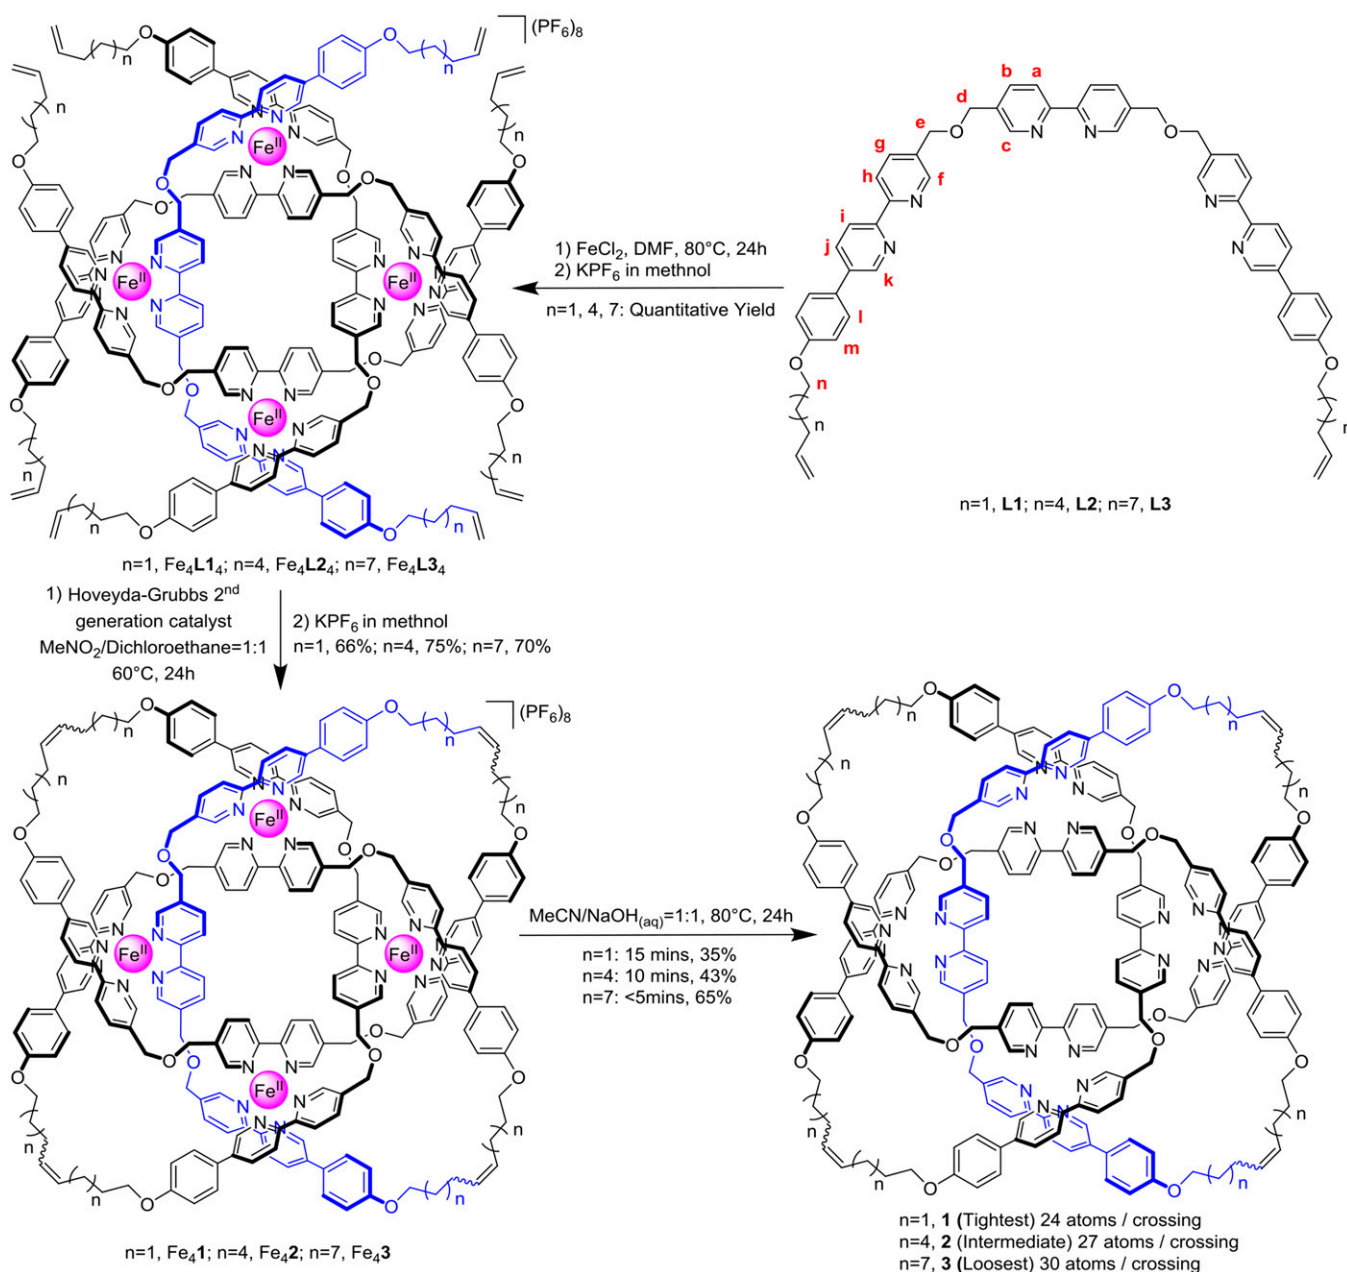 ](PF6)8
FeII
FeII
FeII
FeII
1) FeCl2, DMF, 80°C, 24h
2) KPF6 in methnol
n=1, 4, 7: Quantitative Yield
b
a
d
c
e
g
h
f
i
j
k
l
m
n
n=1, L1; n=4, L2; n=7, L3
n=1, Fe4L14; n=4, Fe4L24; n=7, Fe4L34
1) Hoveyda-Grubbs 2nd
generation catalyst
MeNO2/Dichloroethane=1:1
60°C, 24h
2) KPF6 in methnol
n=1, 66%; n=4, 75%; n=7, 70%
](PF6)8
FeII
FeII
FeII
FeII
MeCN/NaOH(aq)=1:1, 80°C, 24h
n=1: 15 mins, 35%
n=4: 10 mins, 43%
n=7: <5mins, 65%
n=1, Fe41; n=4, Fe42; n=7, Fe43
n=1, 1 (Tightest) 24 atoms / crossing
n=4, 2 (Intermediate) 27 atoms / crossing
n=7, 3 (Loosest) 30 atoms / crossing